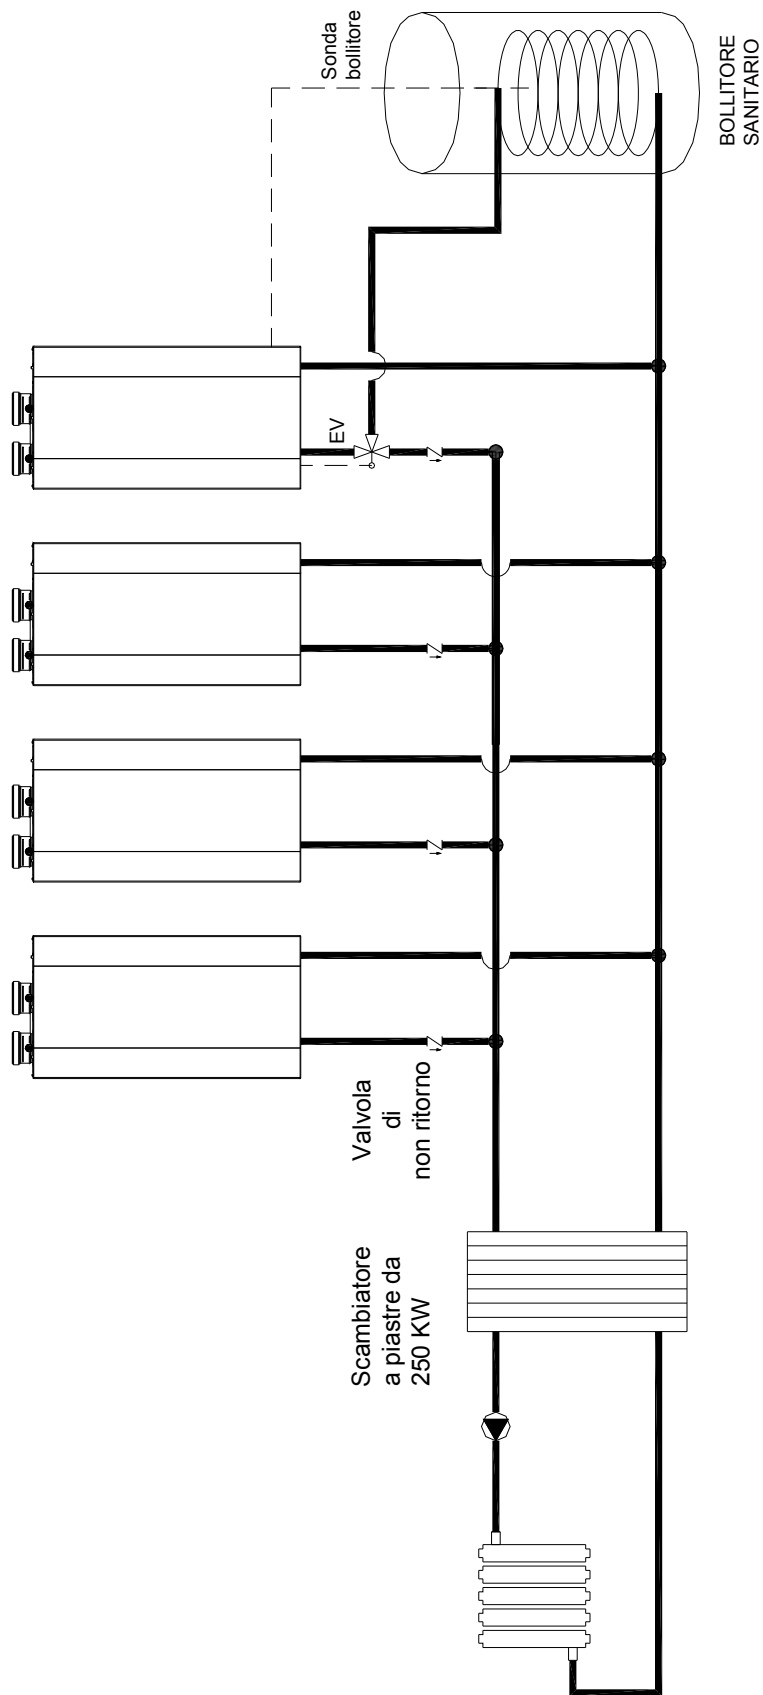 Sonda
bollitore
BOLLITORE
SANITARIO
EV
Valvola
di
non ritorno
Scambiatore
a piastre da
250 KW